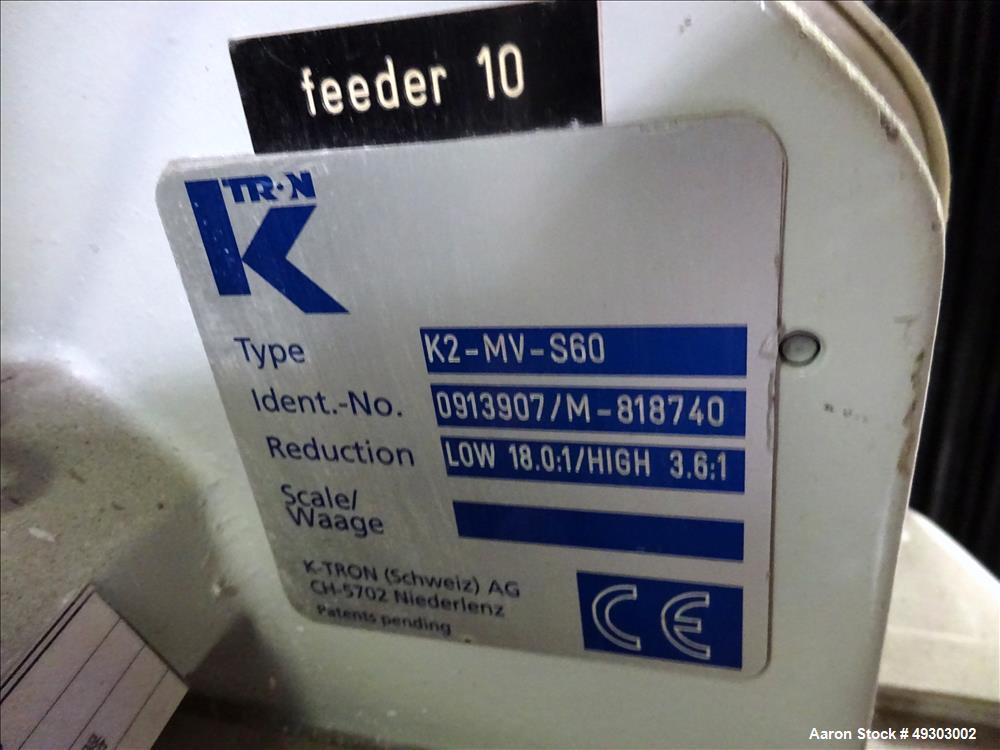 feeder 10
K-TRON
Type K2-MV-S60
Ident.-No. 0913907/M-818740
Reduction LOW 18.0:1/HIGH 3.6:1
Scale/
Waage
K-TRON (Schweiz) AG
CH-5702 Niederlenz
Patents pending
CE
Aaron Stock # 49303002